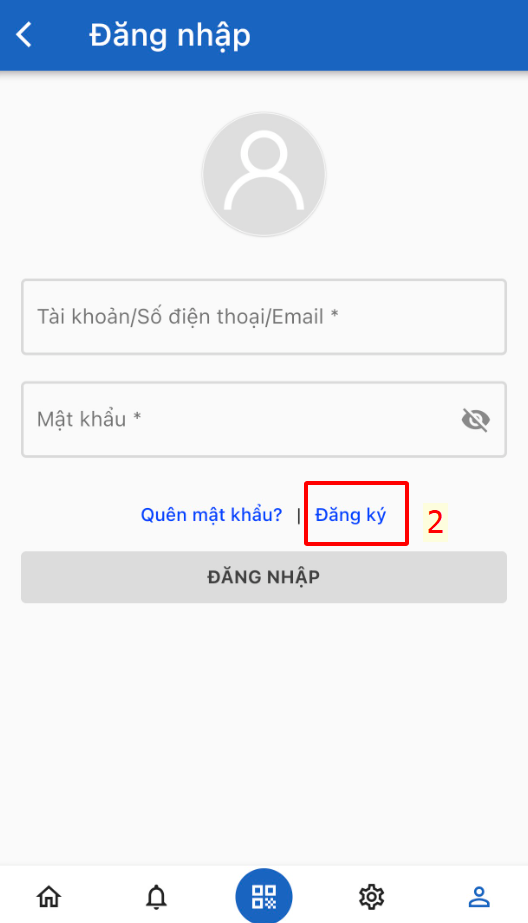 Đăng nhập
Tài khoản/Số điện thoại/Email *
Mật khẩu *
Quên mật khẩu? | Đăng ký 2
ĐĂNG NHẬP